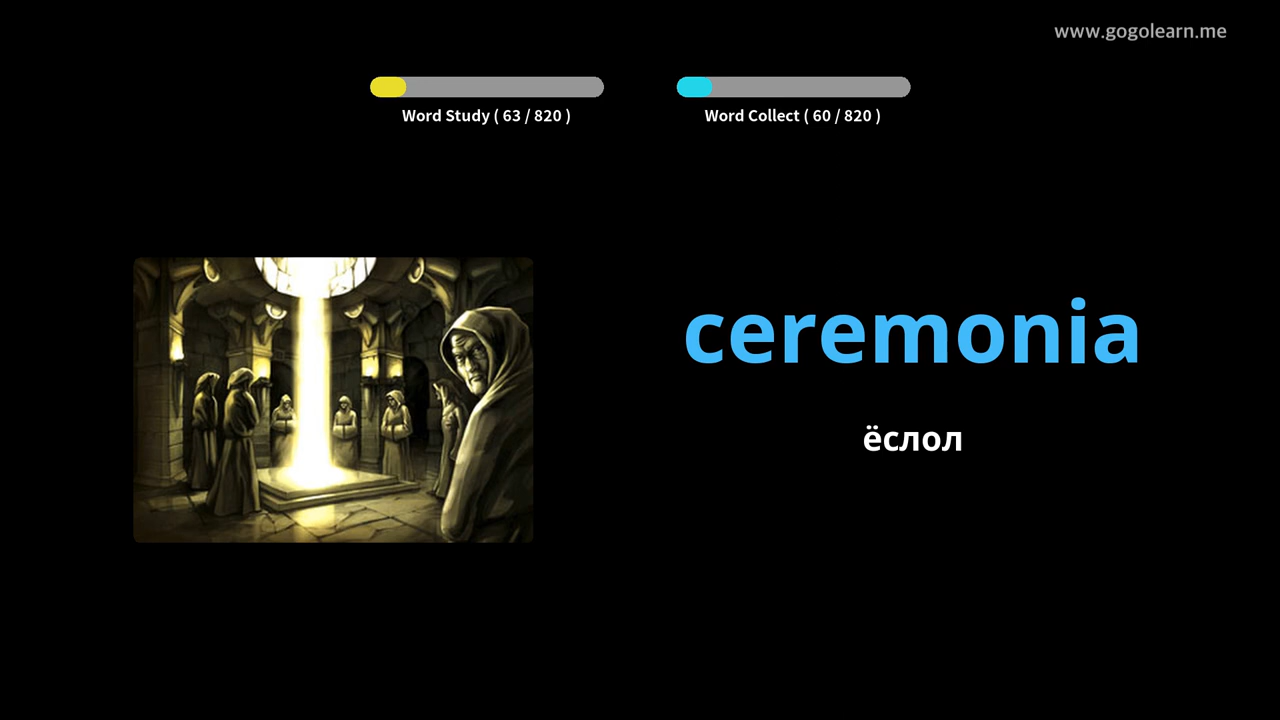 www.gogolearn.me
Word Study ( 63 / 820 )
Word Collect ( 60 / 820 )
ceremonia
ёслол